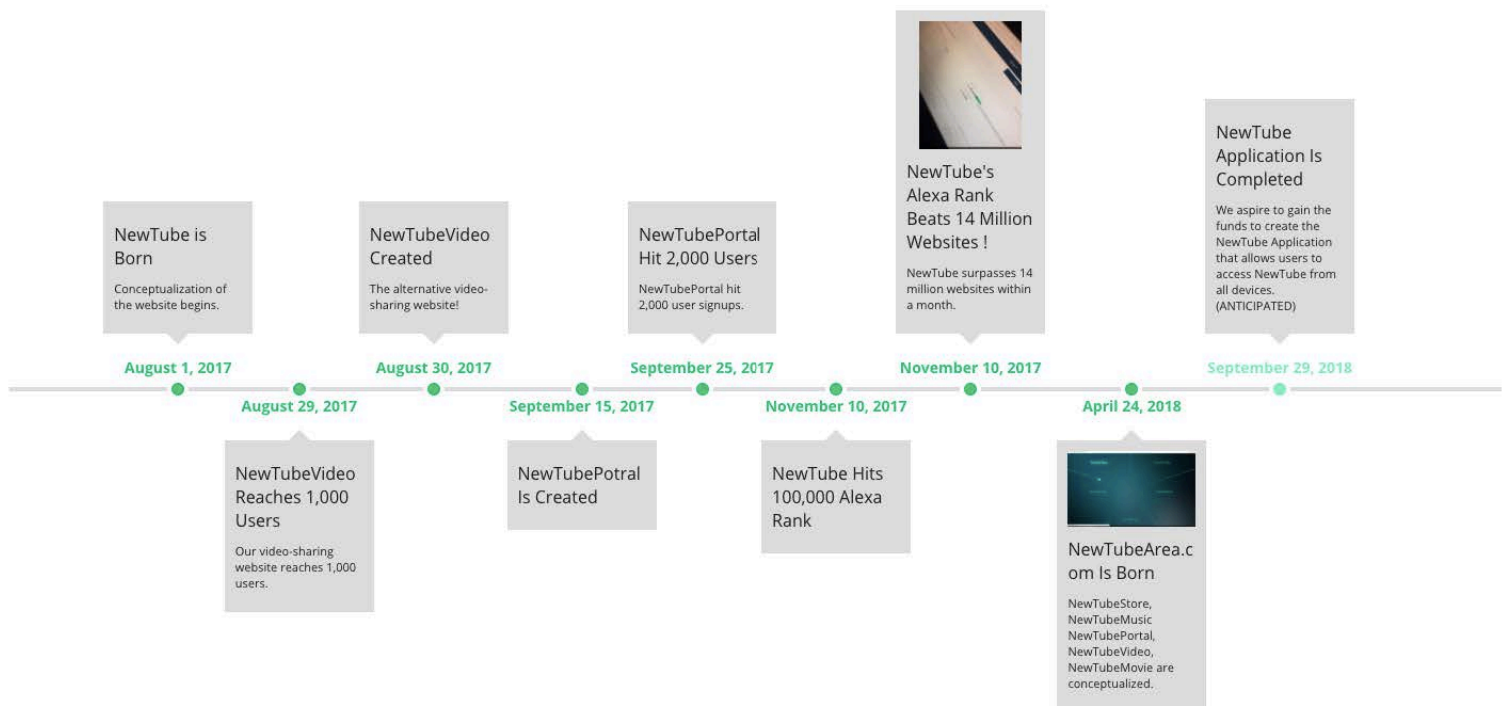 NewTube is
Born
Conceptualization of
the website begins.
August 1, 2017
August 29, 2017
NewTubeVideo
Reaches 1,000
Users
Our video-sharing
website reaches 1,000
users.
NewTubeVideo
Created
The alternative video-
sharing website!
August 30, 2017
September 15, 2017
NewTubePotral
Is Created
NewTubePortal
Hit 2,000 Users
NewTubePortal hit
2,000 user signups.
September 25, 2017
November 10, 2017
NewTube Hits
100,000 Alexa
Rank
NewTube's
Alexa Rank
Beats 14 Million
Websites !
NewTube surpasses 14
million websites within
a month.
November 10, 2017
April 24, 2018
NewTubeArea.c
om Is Born
NewTubeStore,
NewTubeMusic
NewTubePortal,
NewTubeVideo,
NewTubeMovie are
conceptualized.
NewTube
Application Is
Completed
We aspire to gain the
funds to create the
NewTube Application
that allows users to
access NewTube from
all devices.
(ANTICIPATED)
September 29, 2018